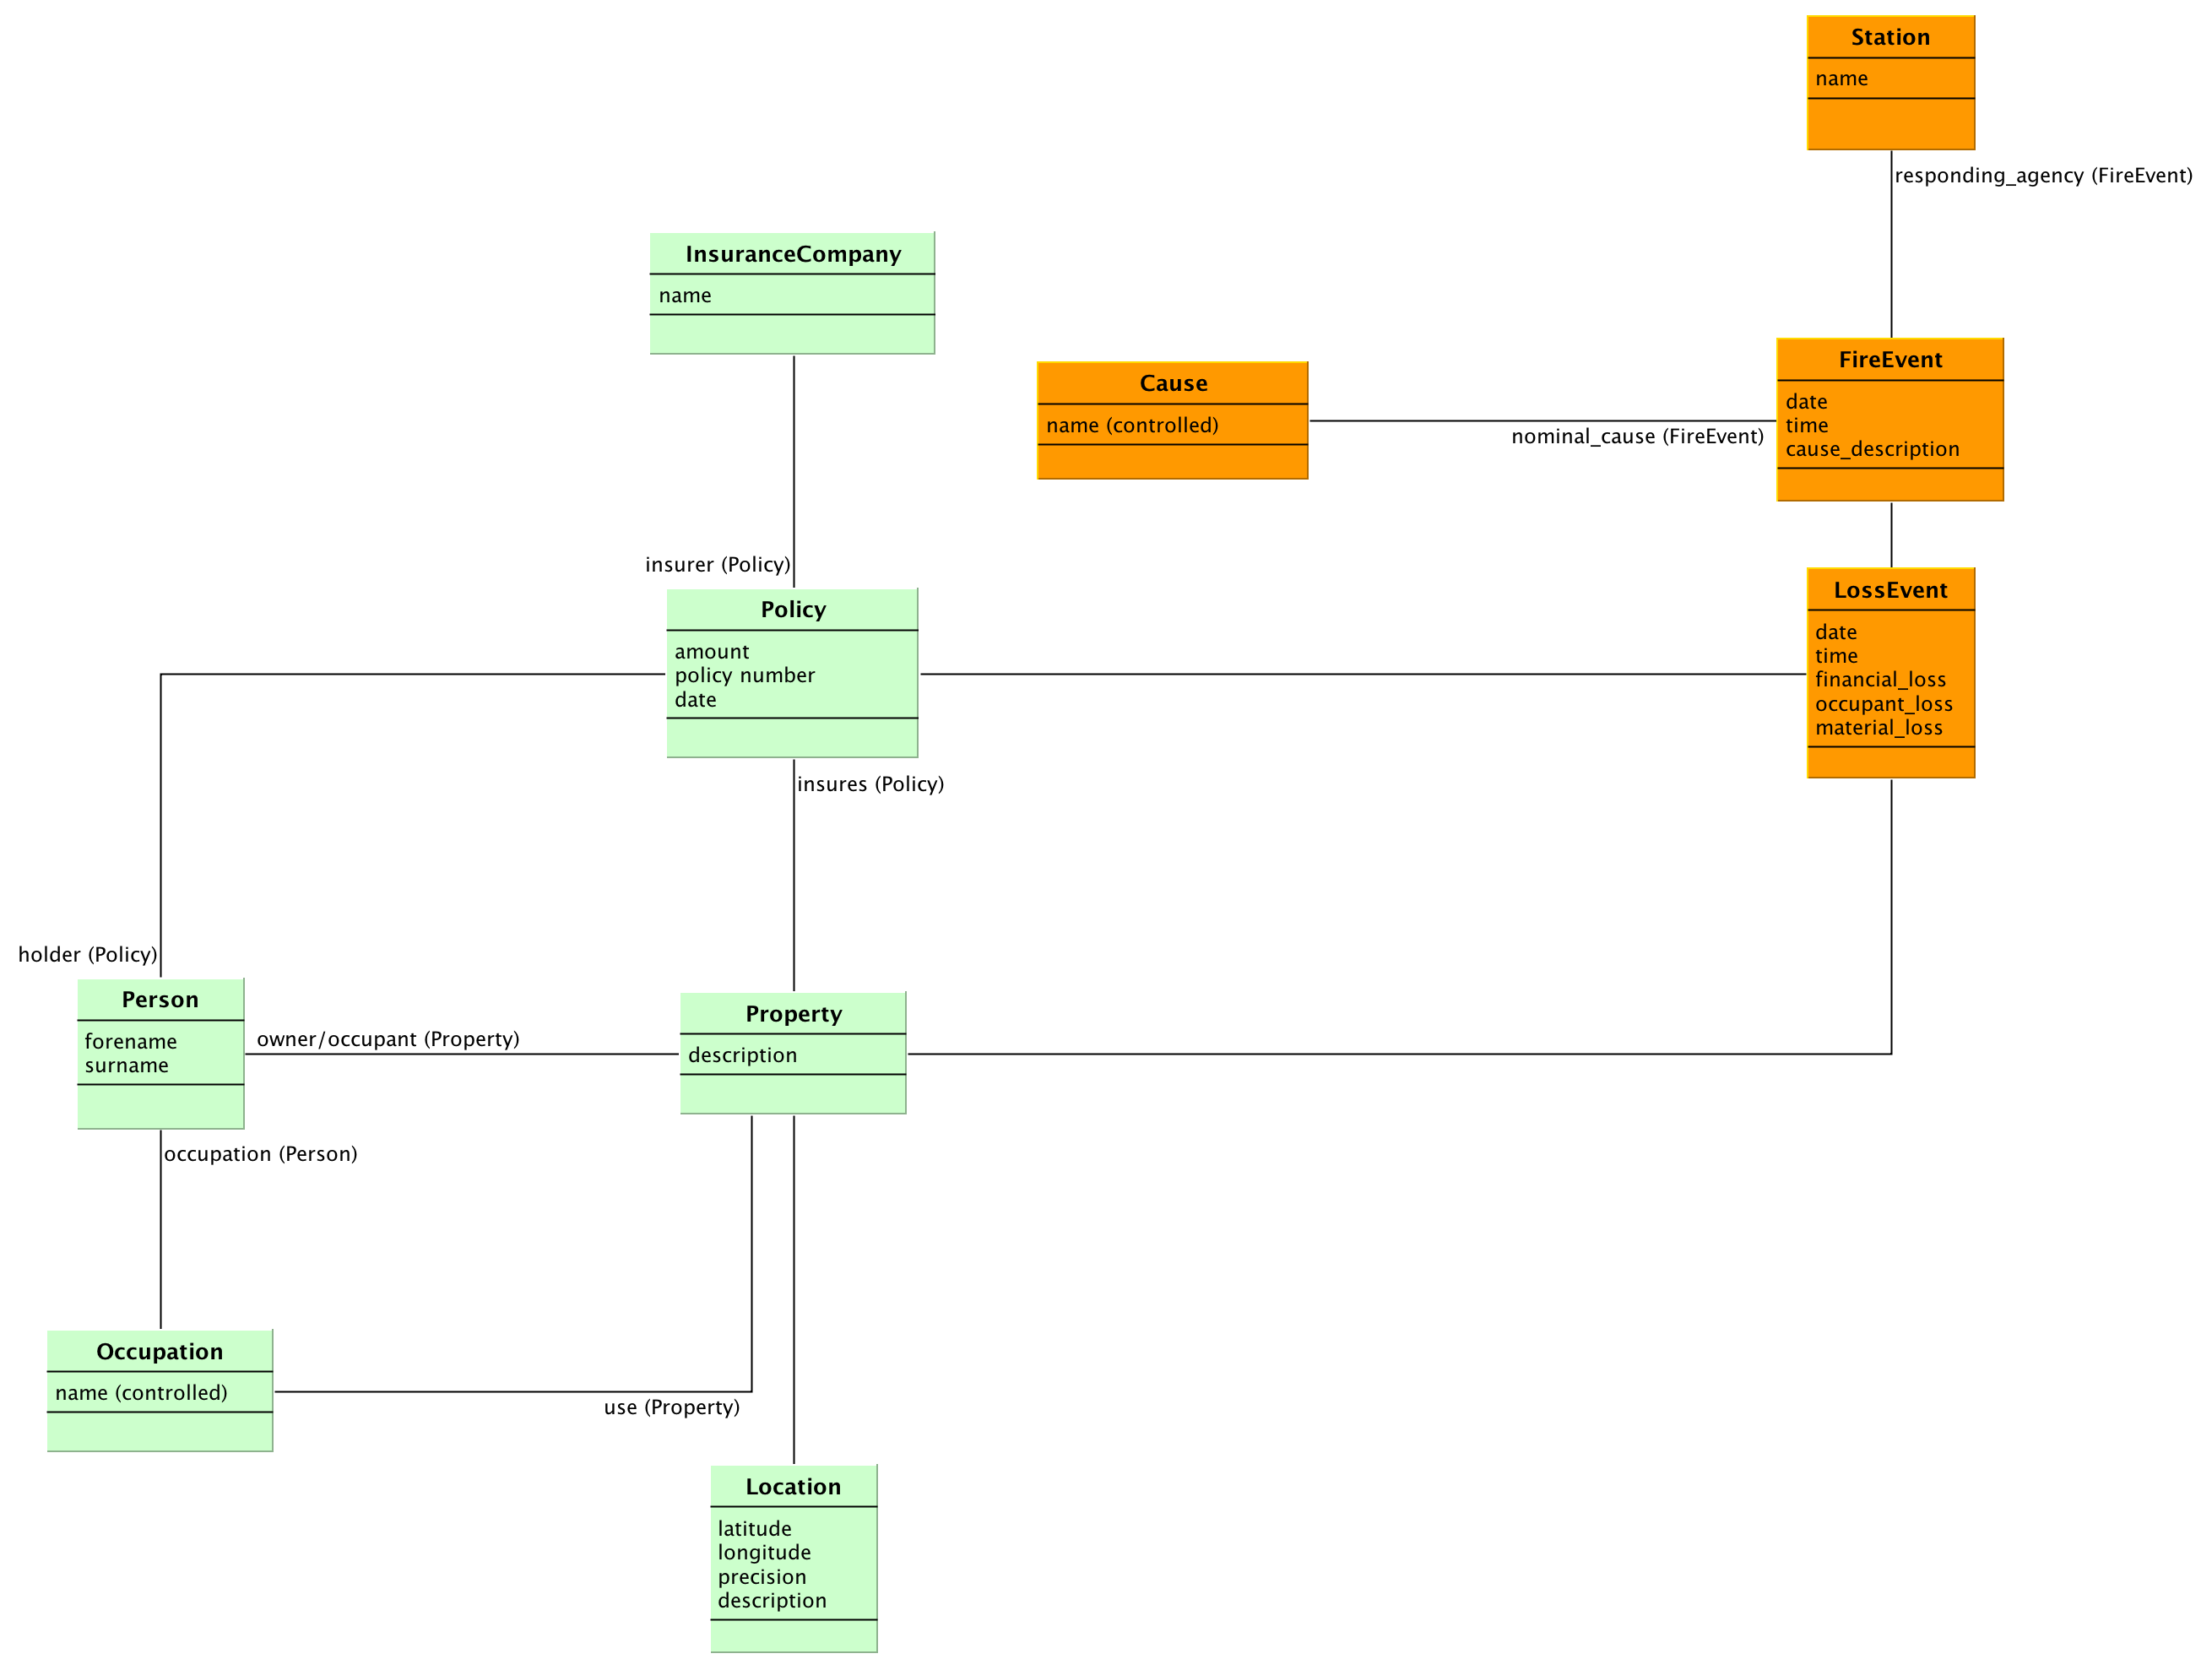 Station
name
responding_agency (FireEvent)
InsuranceCompany
name
FireEvent
date
time
cause_description
Cause
name (controlled)
nominal_cause (FireEvent)
insurer (Policy)
Policy
amount
policy number
date
LossEvent
date
time
financial_loss
occupant_loss
material_loss
insures (Policy)
holder (Policy)
Person
forename
surname
owner/occupant (Property)
Property
description
occupation (Person)
Occupation
name (controlled)
use (Property)
Location
latitude
longitude
precision
description